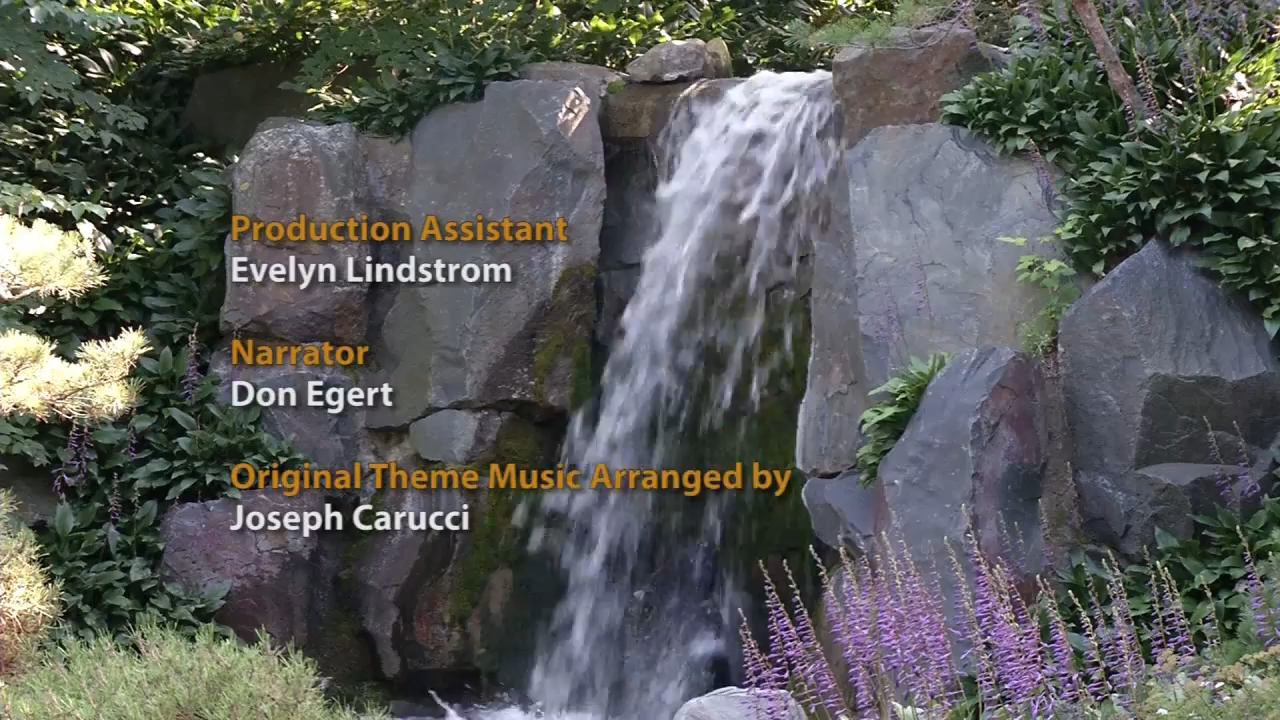 Production Assistant
Evelyn Lindstrom
Narrator
Don Egert
Original Theme Music Arranged by
Joseph Carucci